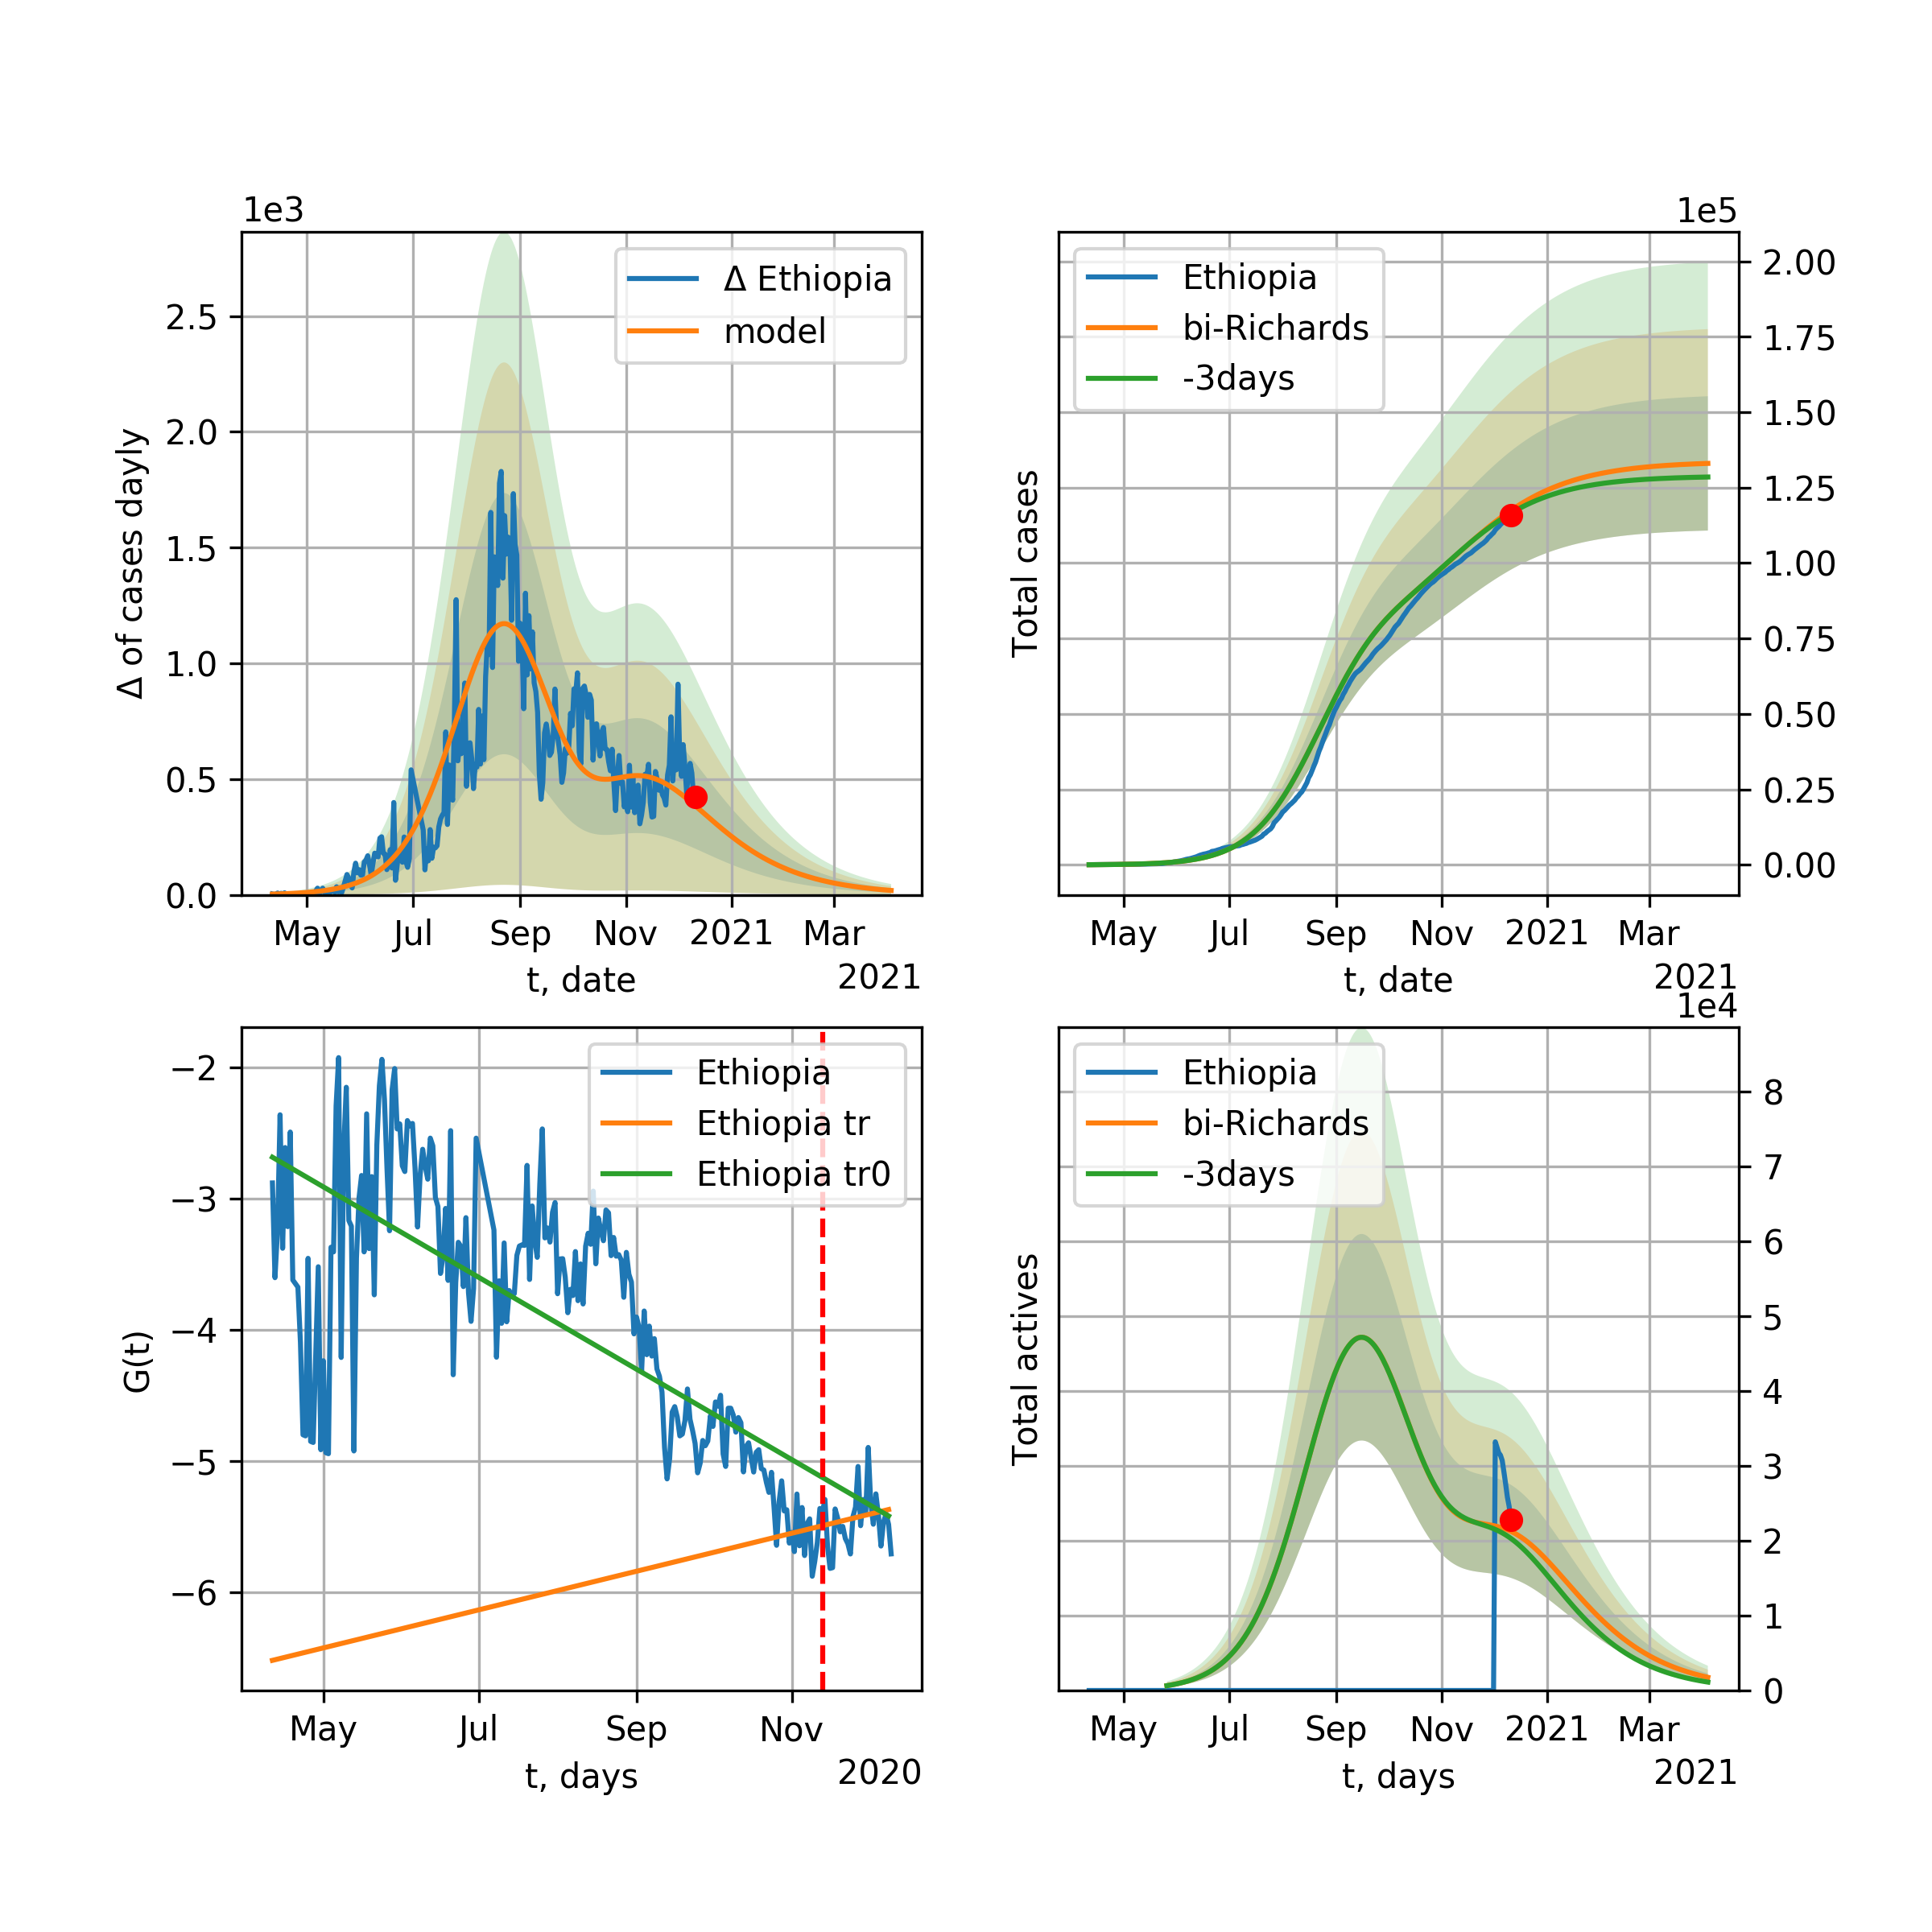 1e3
Δ of cases dayly
2.5
2.0
1.5
1.0
0.5
0.0
Δ Ethiopia
model
May Jul Sep Nov 2021 Mar
t, date
2021
1e5
Total cases
Ethiopia
bi-Richards
-3days
2.00
1.75
1.50
1.25
1.00
0.75
0.50
0.25
0.00
May Jul Sep Nov 2021 Mar
t, date
2021
G(t)
−2
−3
−4
−5
−6
Ethiopia
Ethiopia tr
Ethiopia tr0
May Jul Sep Nov
t, days
2020
1e4
Total actives
Ethiopia
bi-Richards
-3days
8
7
6
5
4
3
2
1
0
May Jul Sep Nov 2021 Mar
t, days
2021